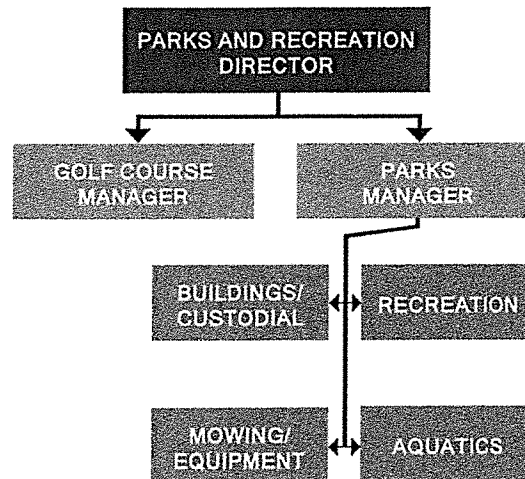 PARKS AND RECREATION
DIRECTOR
GOLF COURSE
MANAGER
PARKS
MANAGER
BUILDINGS/
CUSTODIAL
RECREATION
MOWING/
EQUIPMENT
AQUATICS